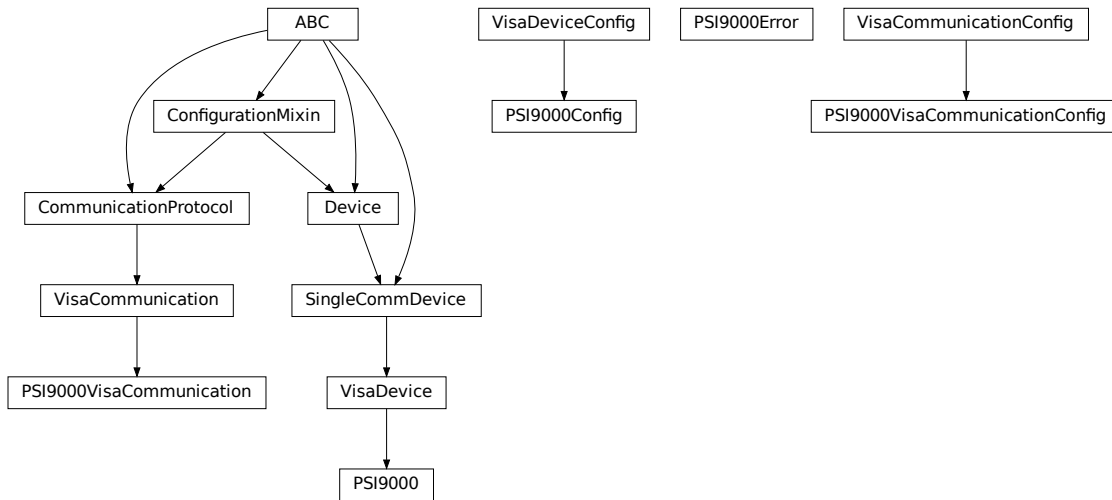 ABC
VisaDeviceConfig
PSI9000Error
VisaCommunicationConfig
ConfigurationMixin
PSI9000Config
PSI9000VisaCommunicationConfig
CommunicationProtocol
Device
VisaCommunication
SingleCommDevice
PSI9000VisaCommunication
VisaDevice
PSI9000